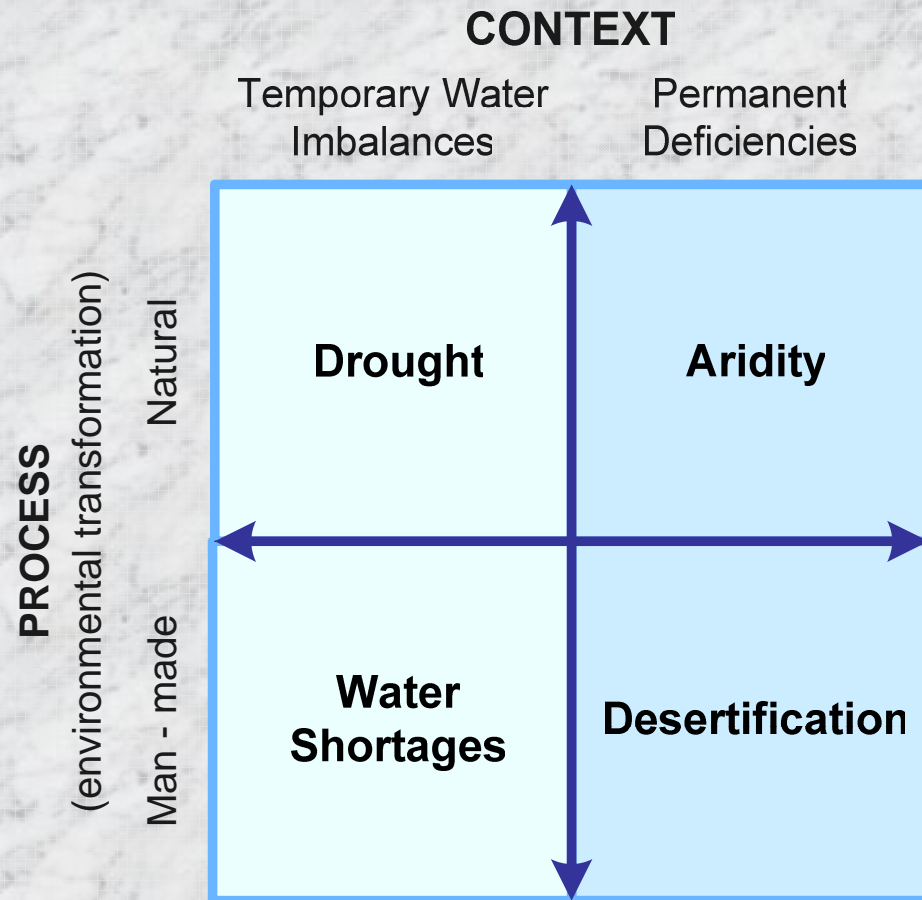 CONTEXT
Temporary Water
Imbalances
Permanent
Deficiencies
PROCESS
(environmental transformation)
Natural
Man - made
Drought
Aridity
Water
Shortages
Desertification